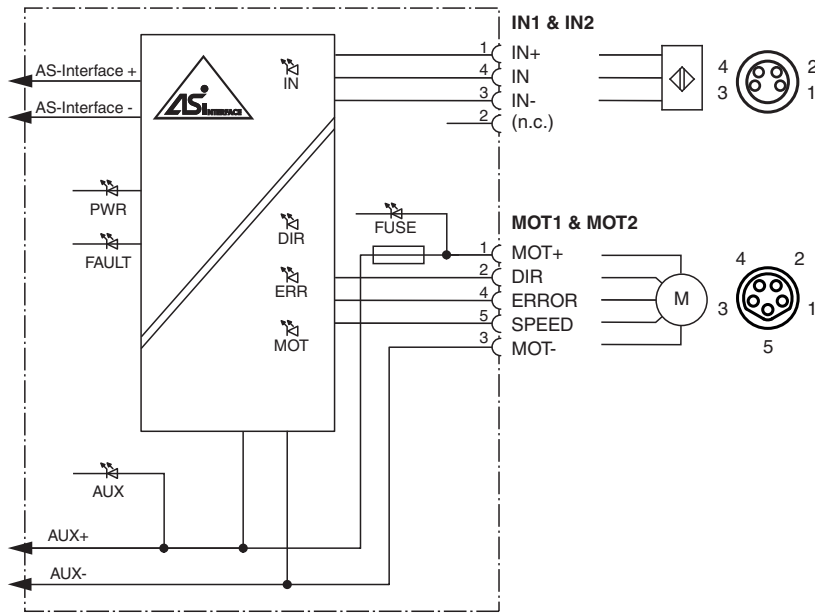 IN1 & IN2
1 IN+
4 IN
3 IN-
2 (n.c.)
4 2
3 1
AS-Interface +
AS-Interface -
ASi INTERFACE
IN
PWR
FAULT
DIR
ERR
MOT
FUSE
MOT1 & MOT2
1 MOT+
2 DIR
4 ERROR
5 SPEED
3 MOT-
M
4 2
3 1
5
AUX
AUX+
AUX-